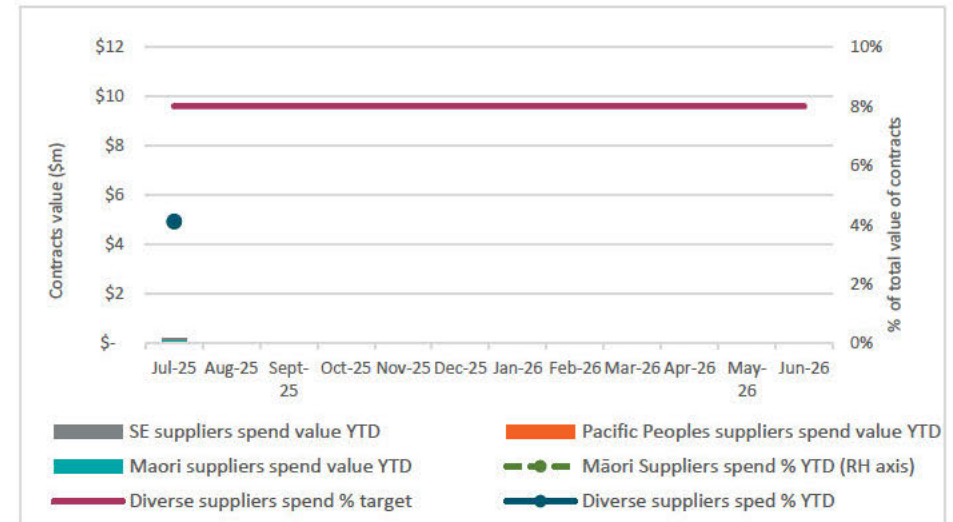 $12
$10
$8
$6
$4
$2
$-
Contracts value ($m)
10%
8%
6%
4%
2%
0%
% of total value of contracts
Jul-25 Aug-25 Sept-25 Oct-25 Nov-25 Dec-25 Jan-26 Feb-26 Mar-26 Apr-26 May-26 Jun-26
SE suppliers spend value YTD
Pacific Peoples suppliers spend value YTD
Maori suppliers spend value YTD
Māori Suppliers spend % YTD (RH axis)
Diverse suppliers spend % target
Diverse suppliers sped % YTD